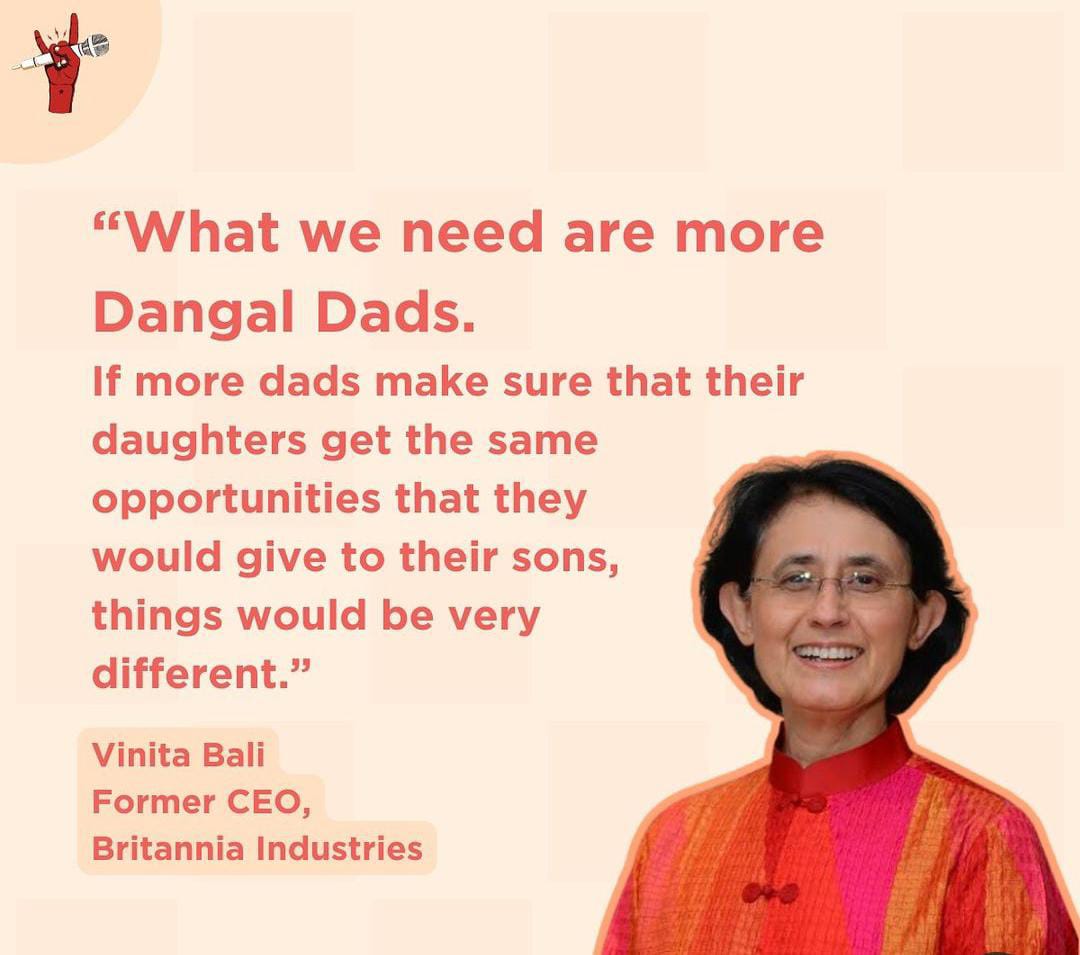 “What we need are more
Dangal Dads.
If more dads make sure that their
daughters get the same
opportunities that they
would give to their sons,
things would be very
different.”
Vinita Bali
Former CEO,
Britannia Industries